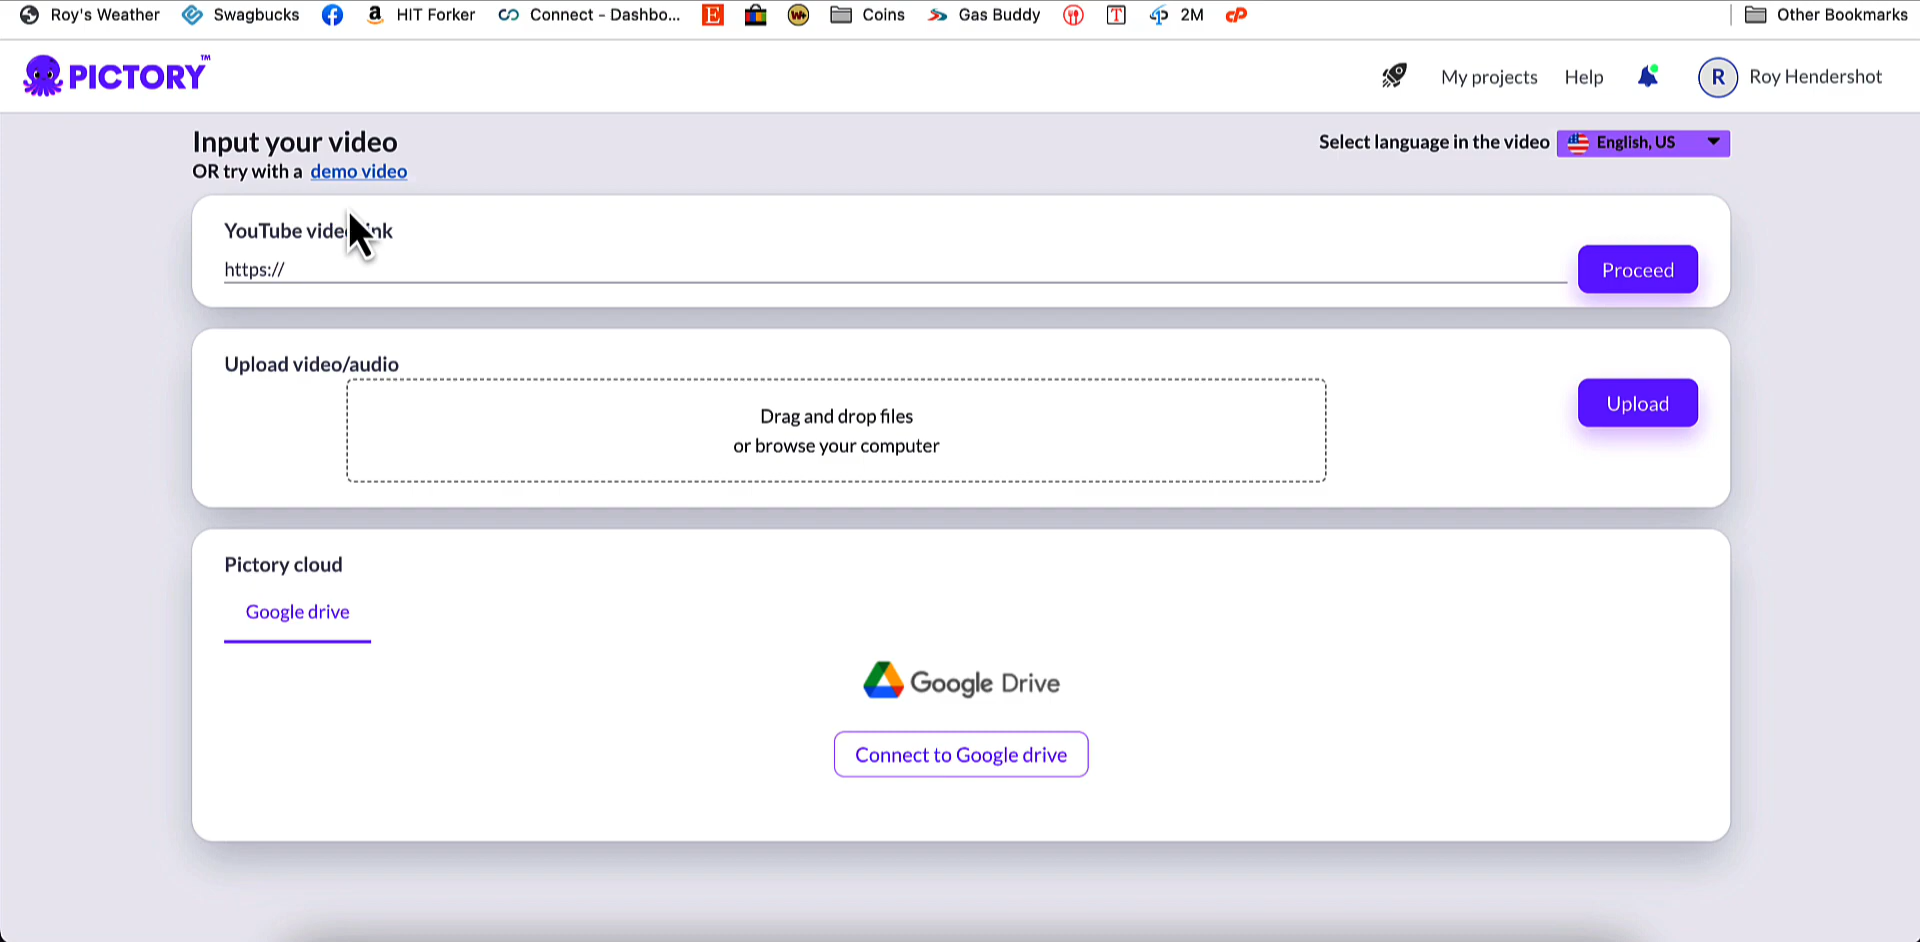 Roy's Weather Swagbucks HIT Forker Connect - Dashbo... Coins Gas Buddy 2M Other Bookmarks
PICTORY™ My projects Help R Roy Hendershot
Input your video Select language in the video English, US
OR try with a demo video
YouTube video
https:// Proceed
Upload video/audio
Upload
Drag and drop files
or browse your computer
Pictory cloud
Google drive
Google Drive
Connect to Google drive